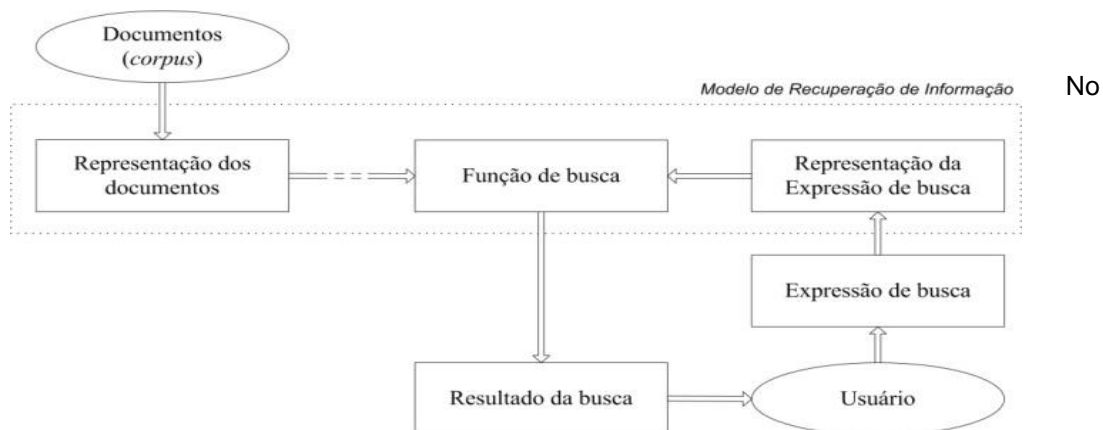 Documentos
(corpus)
Modelo de Recuperação de Informação
No
Representação dos
documentos
Função de busca
Representação da
Expressão de busca
Expressão de busca
Resultado da busca
Usuário